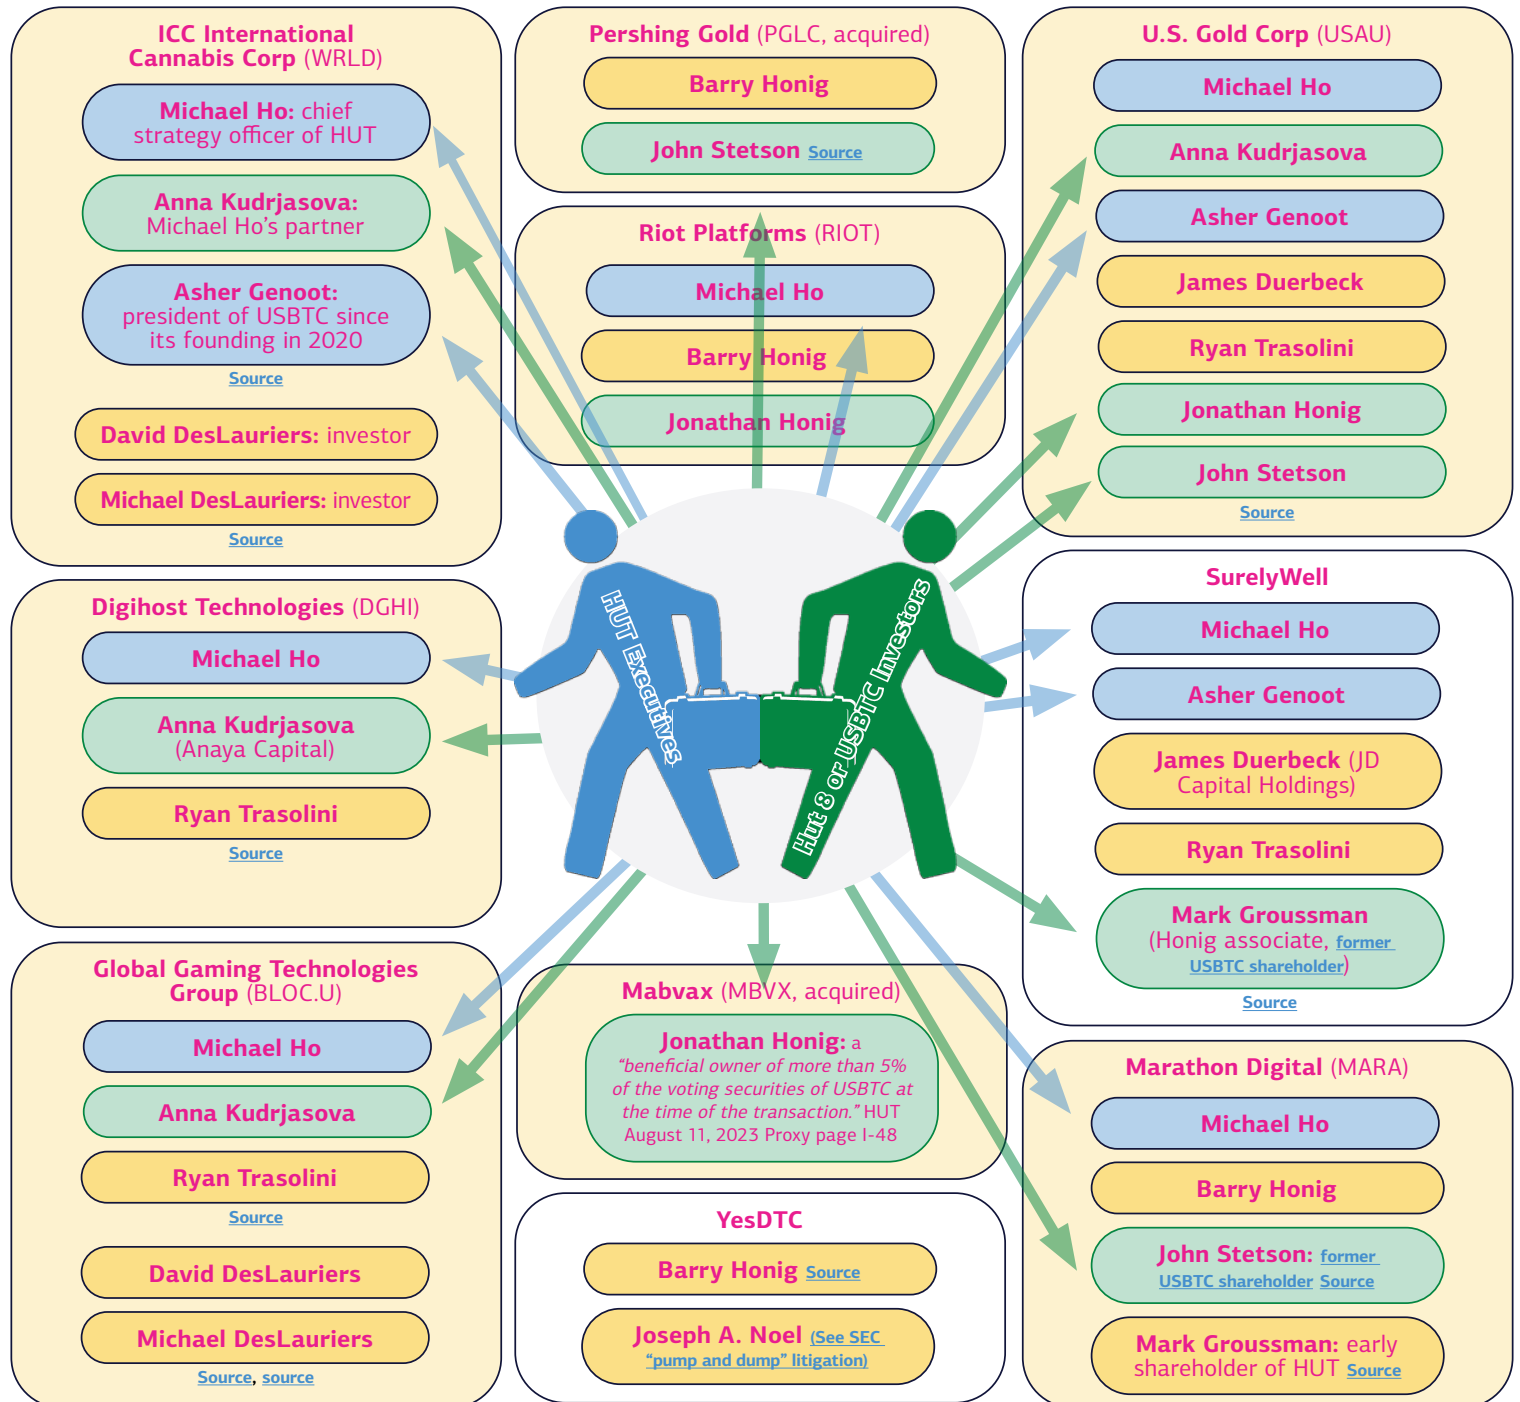 ICC International
Cannabis Corp (WRLD)
Michael Ho: chief
strategy officer of HUT
Anna Kudrjasova:
Michael Ho’s partner
Asher Genoot:
president of USBTC since
its founding in 2020
Source
David DesLauriers: investor
Michael DesLauriers: investor
Source
Pershing Gold (PGLC, acquired)
Barry Honig
John Stetson Source
Riot Platforms (RIOT)
Michael Ho
Barry Honig
Jonathan Honig
U.S. Gold Corp (USAU)
Michael Ho
Anna Kudrjasova
Asher Genoot
James Duerbeck
Ryan Trasolini
Jonathan Honig
John Stetson
Source
Digihost Technologies (DGHI)
Michael Ho
Anna Kudrjasova
(Anaya Capital)
Ryan Trasolini
Source
HUT Executives
Hut 8 or USBTC Investors
SurelyWell
Michael Ho
Asher Genoot
James Duerbeck (JD
Capital Holdings)
Ryan Trasolini
Mark Groussman
(Honig associate, former
USBTC shareholder)
Source
Global Gaming Technologies
Group (BLOC.U)
Michael Ho
Anna Kudrjasova
Ryan Trasolini
Source
David DesLauriers
Michael DesLauriers
Source, source
Mabvax (MBVX, acquired)
Jonathan Honig: a
“beneficial owner of more than 5%
of the voting securities of USBTC at
the time of the transaction.” HUT
August 11, 2023 Proxy page I-48
YesDTC
Barry Honig Source
Joseph A. Noel (See SEC
“pump and dump” litigation)
Marathon Digital (MARA)
Michael Ho
Barry Honig
John Stetson: former
USBTC shareholder Source
Mark Groussman: early
shareholder of HUT Source